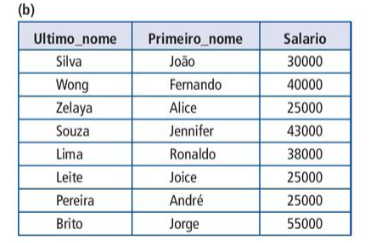 (b)
Ultimo_nome Primeiro_nome Salario
Silva João 30000
Wong Fernando 40000
Zelaya Alice 25000
Souza Jennifer 43000
Lima Ronaldo 38000
Leite Joice 25000
Pereira André 25000
Brito Jorge 55000